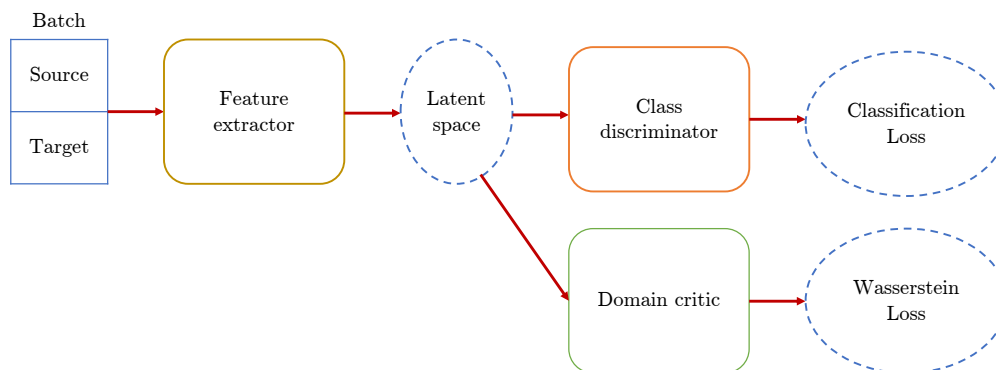 Batch
Source
Target
Feature
extractor
Latent
space
Class
discriminator
Classification
Loss
Domain critic
Wasserstein
Loss